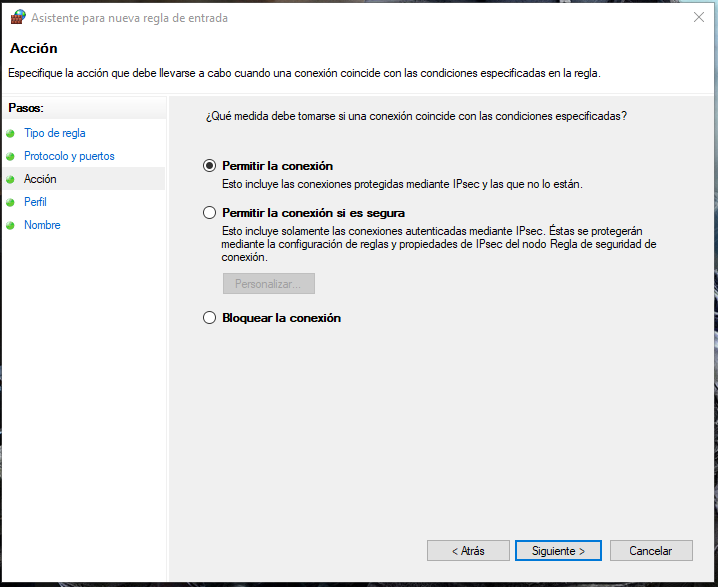 Asistente para nueva regla de entrada
Acción
Especifique la acción que debe llevarse a cabo cuando una conexión coincide con las condiciones especificadas en la regla.
Pasos:
Tipo de regla
Protocolo y puertos
Acción
Perfil
Nombre
¿Qué medida debe tomarse si una conexión coincide con las condiciones especificadas?
Permitir la conexión
Esto incluye las conexiones protegidas mediante IPsec y las que no lo están.
Permitir la conexión si es segura
Esto incluye solamente las conexiones autenticadas mediante IPsec. Éstas se protegerán
mediante la configuración de reglas y propiedades de IPsec del nodo Regla de seguridad de
conexión.
Personalizar...
Bloquear la conexión
< Atrás
Siguiente >
Cancelar